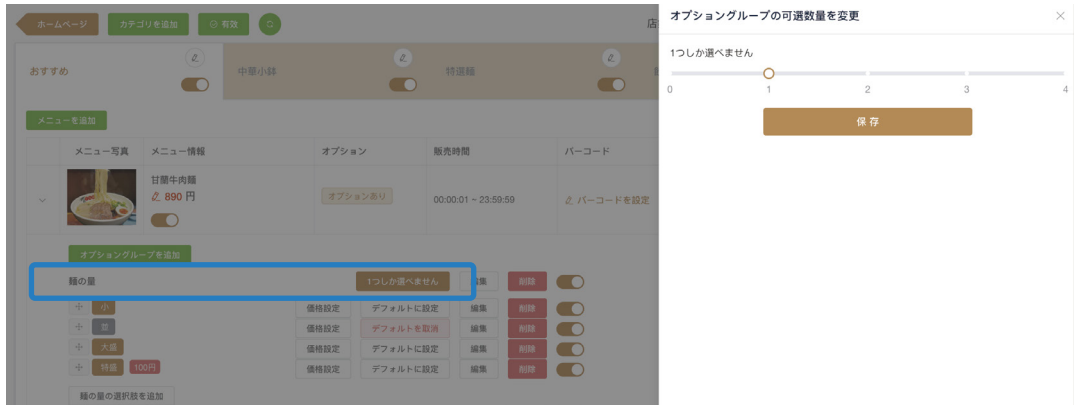 ホームページ カテゴリを追加 有效 店
オプショングループの可選数量を変更
おすすめ 中華小鉢 特選麺
1つしか選べません
0 1 2 3 4
保存
メニューを追加
メニュー写真 メニュー情報 オプション 販売時間 バーコード
甘蘭牛肉麺
890 円
オプションあり 00:00:01 ~ 23:59:59 バーコードを設定
オプショングループを追加
麺の量 1つしか選べません 編集 削除
小 価格設定 デフォルトに設定 編集 削除
並 価格設定 デフォルトを取消 編集 削除
大盛 価格設定 デフォルトに設定 編集 削除
特盛 100円 価格設定 デフォルトに設定 編集 削除
麺の量の選択肢を追加